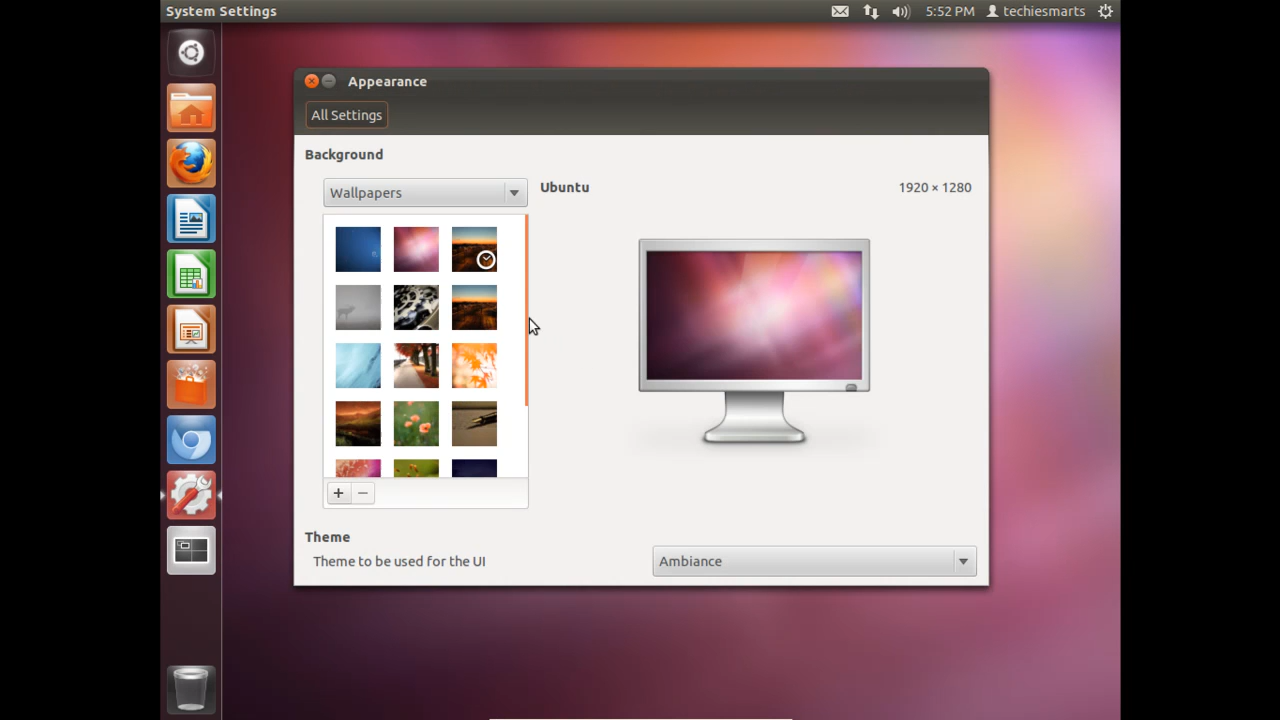 System Settings
5:52 PM techiesmarts
Appearance
All Settings
Background
Wallpapers
Ubuntu 1920 × 1280
Theme
Theme to be used for the UI Ambiance